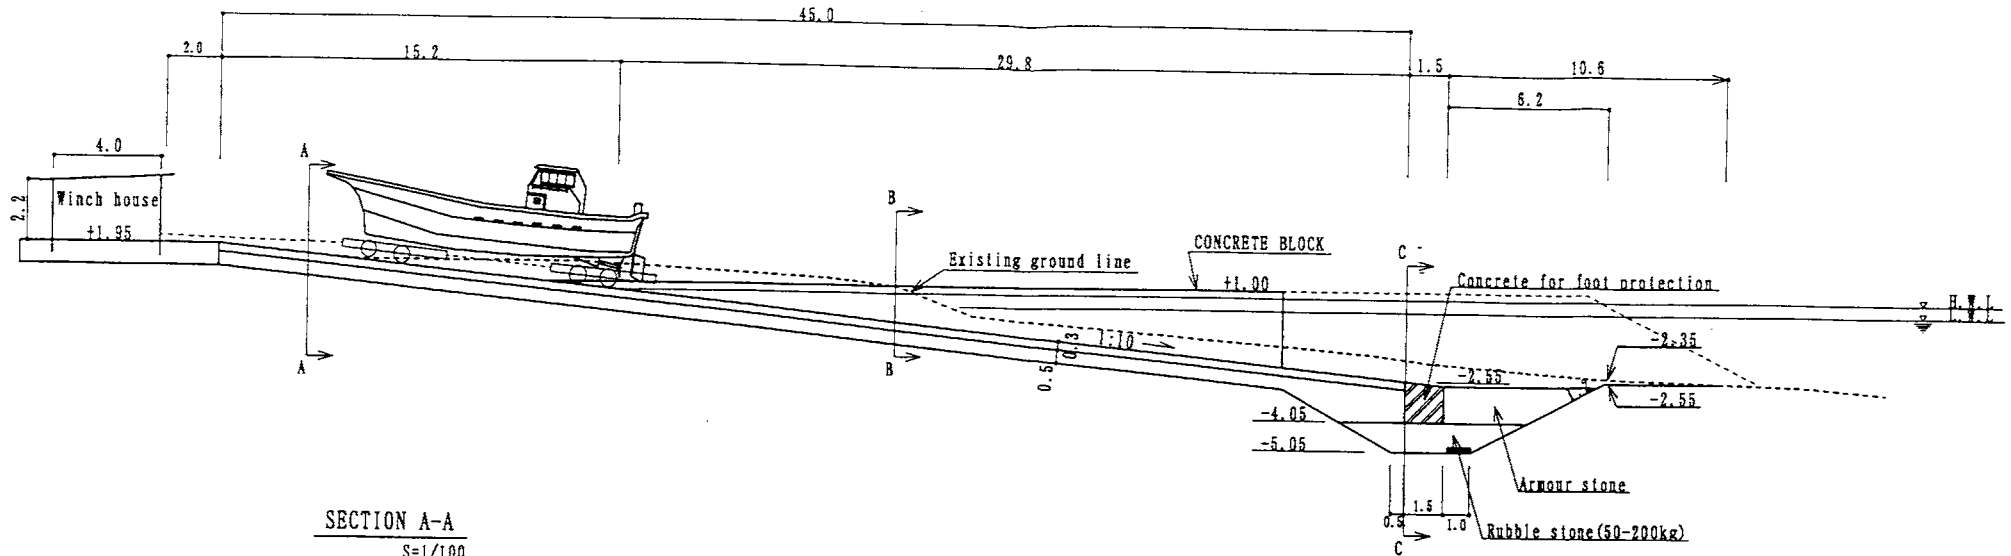 45.0
2.0
15.2
29.8
1.5
10.6
6.2
4.0
2.2
Winch house
+1.95
A
B
C
Existing ground line
CONCRETE BLOCK
+1.00
Concrete for foot protection
H.W.L.
L.W.L.
1:10
0.3
0.5
-2.35
-2.55
-2.55
-4.05
-5.05
A
B
Armour stone
0.5
1.5
1.0
Rubble stone(50-200kg)
C
SECTION A-A
S=1/100